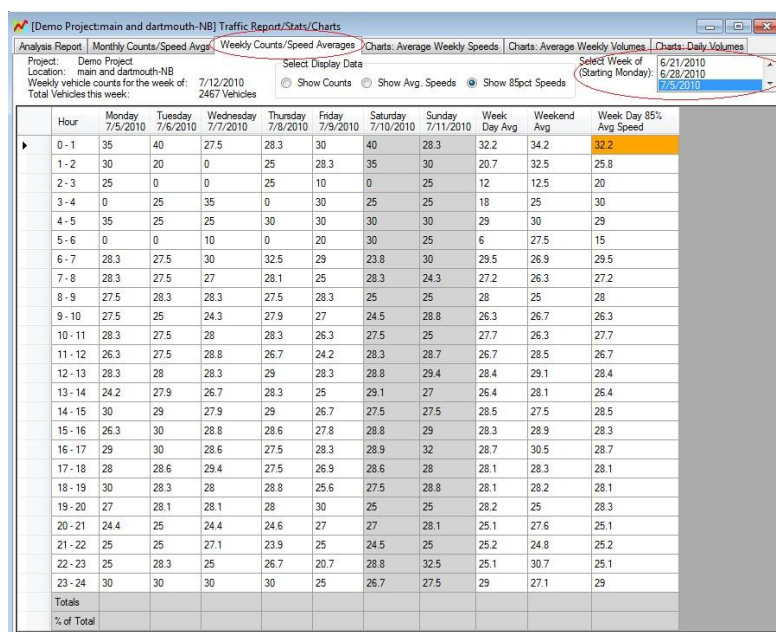 [Demo Project:main and dartmouth-NB] Traffic Report/Stats/Charts
Analysis Report Monthly Counts/Speed Avgs Weekly Counts/Speed Averages Charts: Average Weekly Speeds Charts: Average Weekly Volumes Charts: Daily Volumes
Project: Demo Project Select Display Data Select Week of 6/21/2010
Location: main and dartmouth-NB (Starting Monday): 6/28/2010
Weekly vehicle counts for the week of: 7/12/2010 Show Counts Show Avg. Speeds Show 85pct Speeds 7/5/2010
Total Vehicles this week: 2467 Vehicles
Hour Monday 7/5/2010 Tuesday 7/6/2010 Wednesday 7/7/2010 Thursday 7/8/2010 Friday 7/9/2010 Saturday 7/10/2010 Sunday 7/11/2010 Week Day Avg Weekend Avg Week Day 85% Avg Speed
0 - 1 35 40 27.5 28.3 30 40 28.3 32.2 34.2 32.2
1 - 2 30 20 0 25 28.3 35 30 20.7 32.5 25.8
2 - 3 25 0 0 25 10 0 25 12 12.5 20
3 - 4 0 25 35 0 30 25 25 18 25 30
4 - 5 35 25 25 30 30 30 30 29 30 29
5 - 6 0 0 10 0 20 30 25 6 27.5 15
6 - 7 28.3 27.5 30 32.5 29 23.8 30 29.5 26.9 29.5
7 - 8 28.3 27.5 27 28.1 25 28.3 24.3 27.2 26.3 27.2
8 - 9 27.5 28.3 28.3 27.5 28.3 25 25 28 25 28
9 - 10 27.5 25 24.3 27.9 27 24.5 28.8 26.3 26.7 26.3
10 - 11 28.3 27.5 28 28.3 26.3 27.5 25 27.7 26.3 27.7
11 - 12 26.3 27.5 28.8 26.7 24.2 28.3 28.7 26.7 28.5 26.7
12 - 13 28.3 28 28.3 29 28.3 28.8 29.4 28.4 29.1 28.4
13 - 14 24.2 27.9 26.7 28.3 25 29.1 27 26.4 28.1 26.4
14 - 15 30 29 27.9 29 26.7 27.5 27.5 28.5 27.5 28.5
15 - 16 26.3 30 28.8 28.6 27.8 28.8 29 28.3 28.9 28.3
16 - 17 29 30 28.6 27.5 28.3 28.9 32 28.7 30.5 28.7
17 - 18 28 28.6 29.4 27.5 26.9 28.6 28 28.1 28.3 28.1
18 - 19 30 28.3 28 28.8 25.6 27.5 28.8 28.1 28.2 28.1
19 - 20 27 28.1 28.1 28 30 25 25 28.2 25 28.3
20 - 21 24.4 25 24.4 24.6 27 27 28.1 25.1 27.6 25.1
21 - 22 25 25 27.1 23.9 25 24.5 25 25.2 24.8 25.2
22 - 23 25 28.3 25 26.7 20.7 28.8 32.5 25.1 30.7 25.1
23 - 24 30 30 30 30 25 26.7 27.5 29 27.1 29
Totals
% of Total